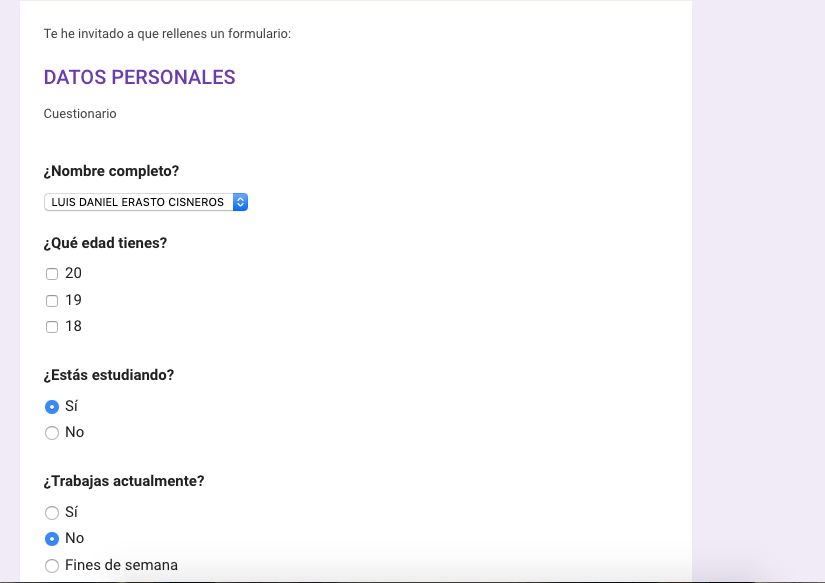 Te he invitado a que rellenes un formulario:
DATOS PERSONALES
Cuestionario
¿Nombre completo?
LUIS DANIEL ERASTO CISNEROS
¿Qué edad tienes?
20
19
18
¿Estás estudiando?
Sí
No
¿Trabajas actualmente?
Sí
No
Fines de semana